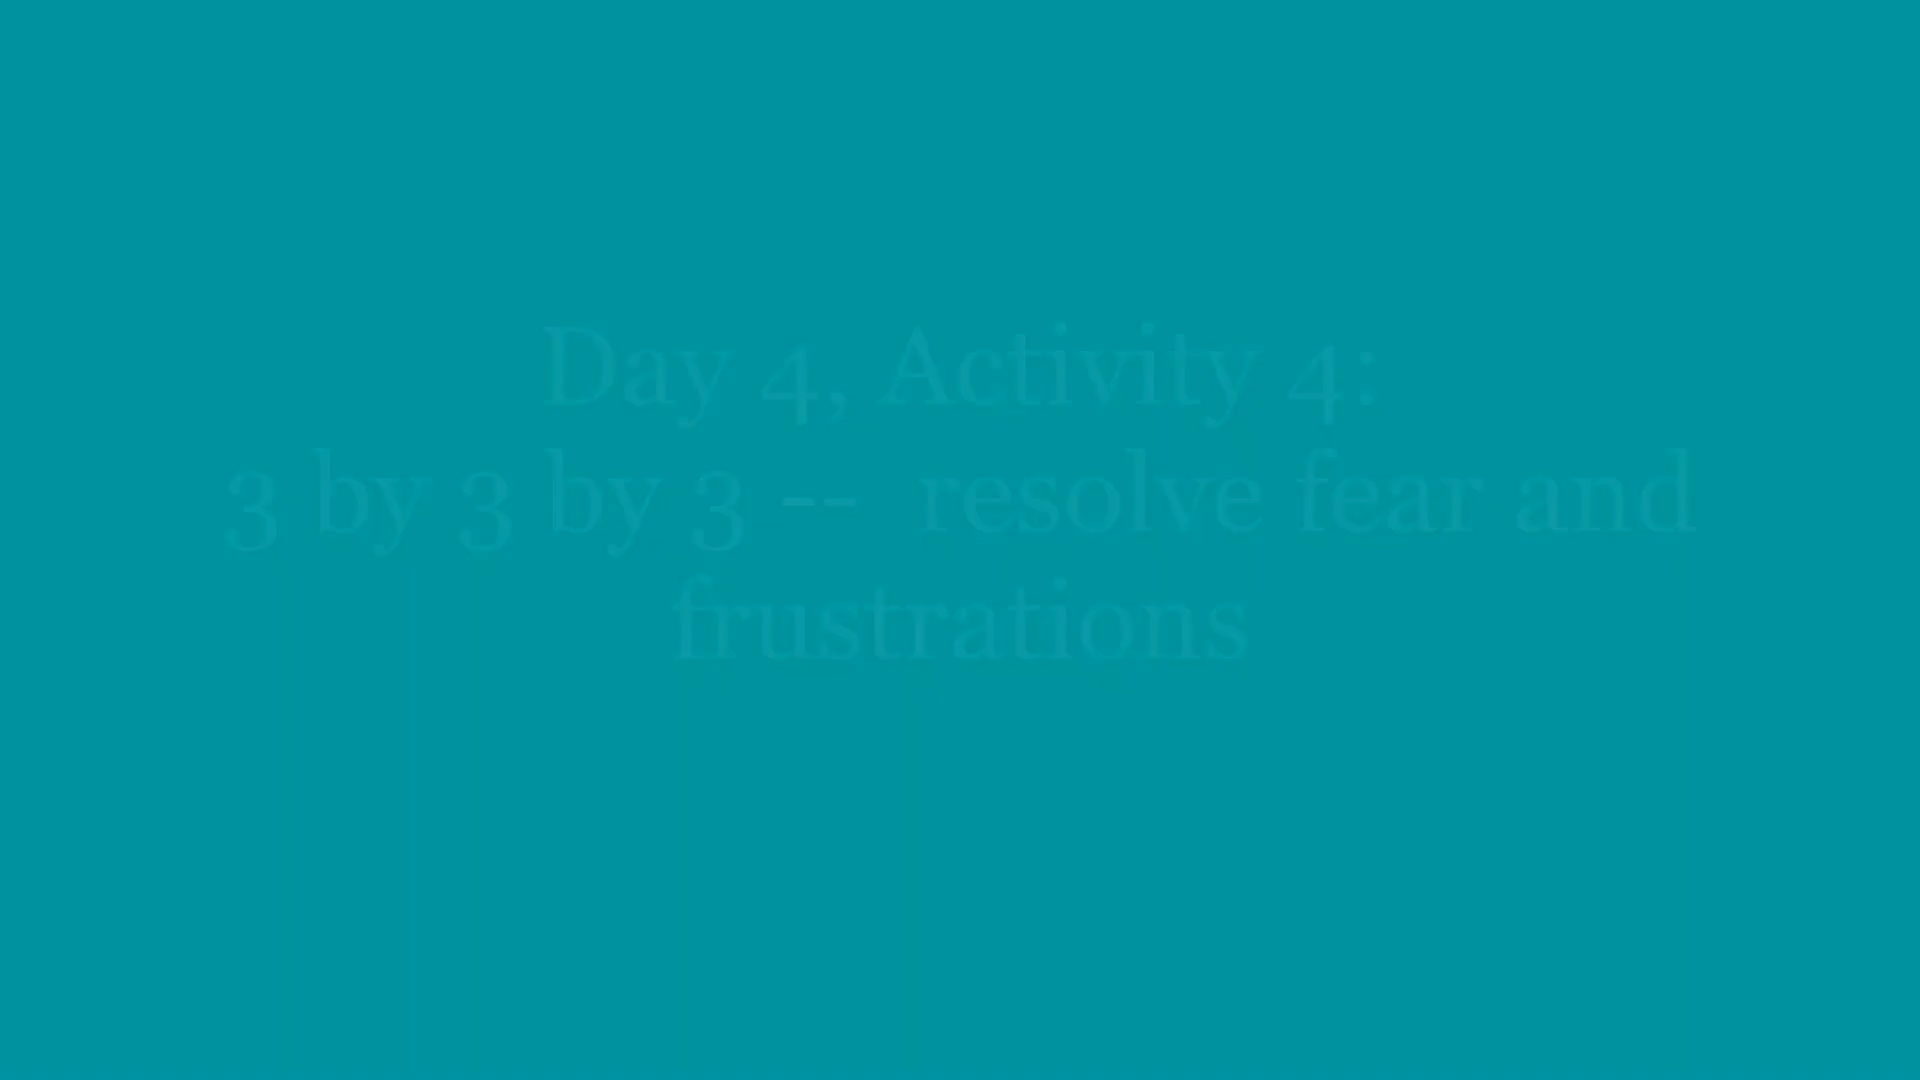 Day 4, Activity 4:
3 by 3 by 3 --  resolve fear and
frustrations